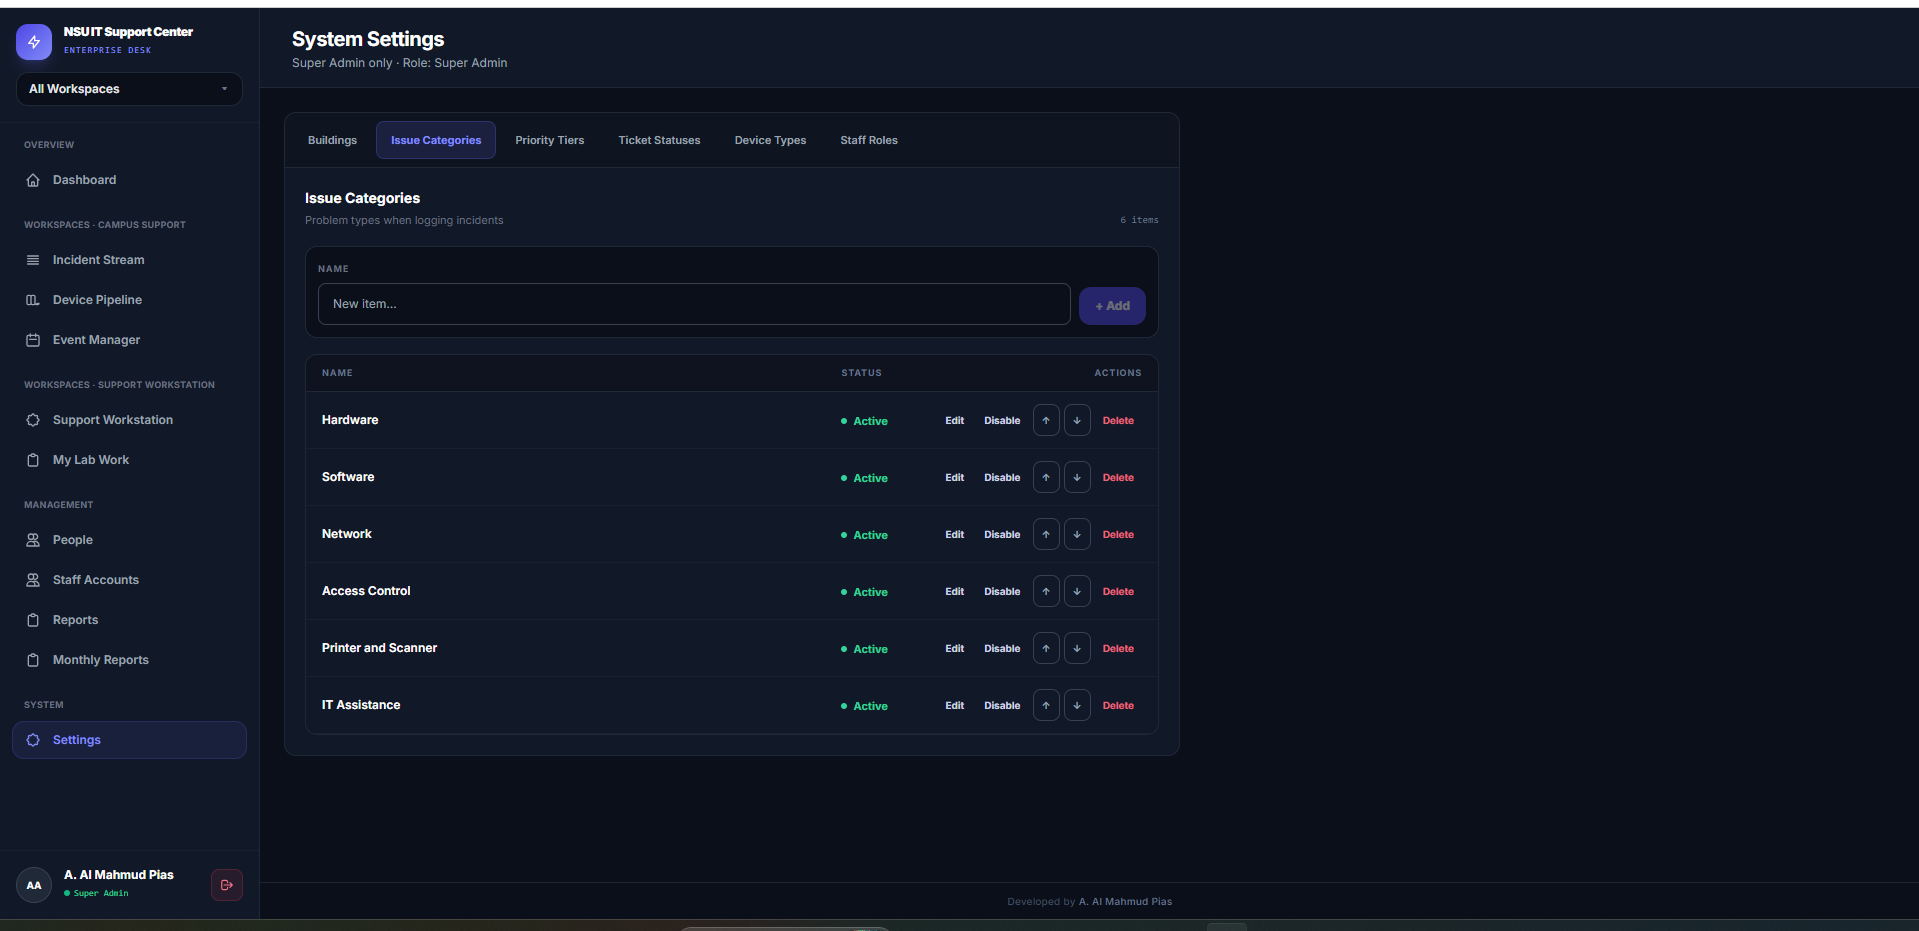 NSU IT Support Center
ENTERPRISE DESK
All Workspaces
OVERVIEW
Dashboard
WORKSPACES · CAMPUS SUPPORT
Incident Stream
Device Pipeline
Event Manager
WORKSPACES · SUPPORT WORKSTATION
Support Workstation
My Lab Work
MANAGEMENT
People
Staff Accounts
Reports
Monthly Reports
SYSTEM
Settings
AA
A. Al Mahmud Pias
Super Admin
System Settings
Super Admin only · Role: Super Admin
Buildings Issue Categories Priority Tiers Ticket Statuses Device Types Staff Roles
Issue Categories
Problem types when logging incidents
6 items
NAME
New item...
+ Add
NAME STATUS ACTIONS
Hardware Active Edit Disable ↑ ↓ Delete
Software Active Edit Disable ↑ ↓ Delete
Network Active Edit Disable ↑ ↓ Delete
Access Control Active Edit Disable ↑ ↓ Delete
Printer and Scanner Active Edit Disable ↑ ↓ Delete
IT Assistance Active Edit Disable ↑ ↓ Delete
Developed by A. Al Mahmud Pias